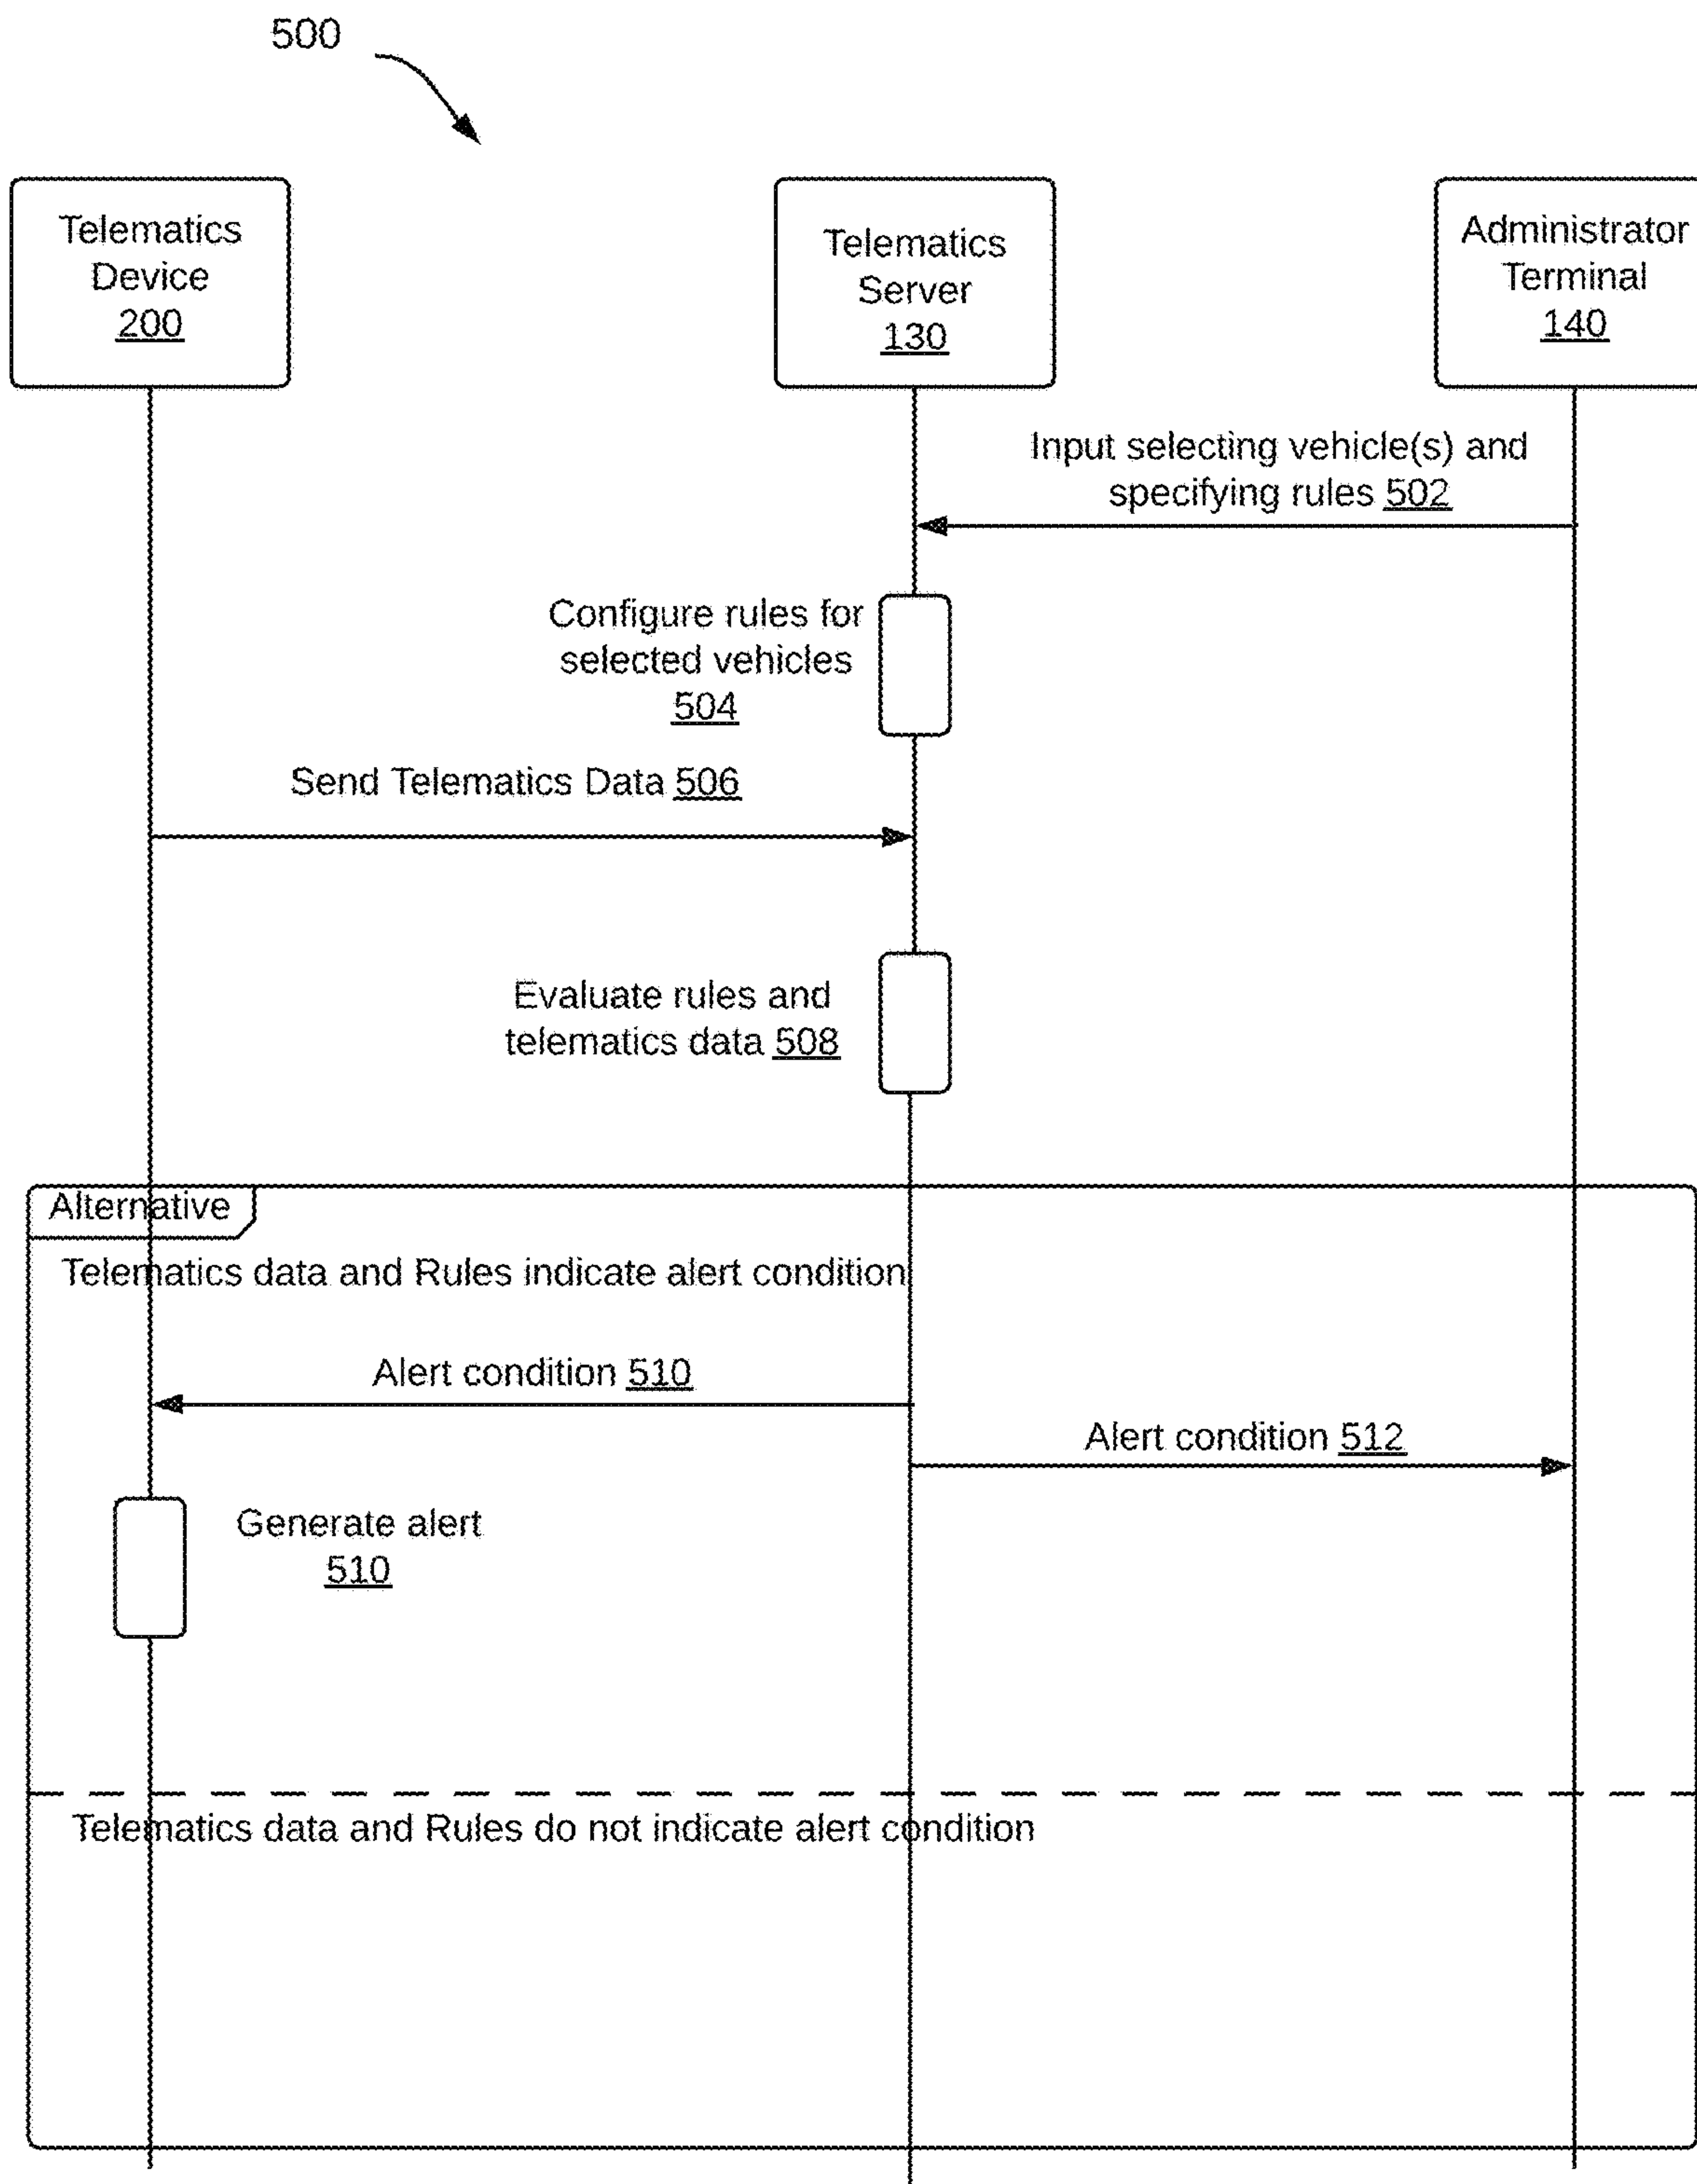 500
Telematics
Device
200
Telematics
Server
130
Administrator
Terminal
140
Input selecting vehicle(s) and
specifying rules 502
Configure rules for
selected vehicles
504
Send Telematics Data 506
Evaluate rules and
telematics data 508
Alternative
Telematics data and Rules indicate alert condition
Alert condition 510
Alert condition 512
Generate alert
510
Telematics data and Rules do not indicate alert condition